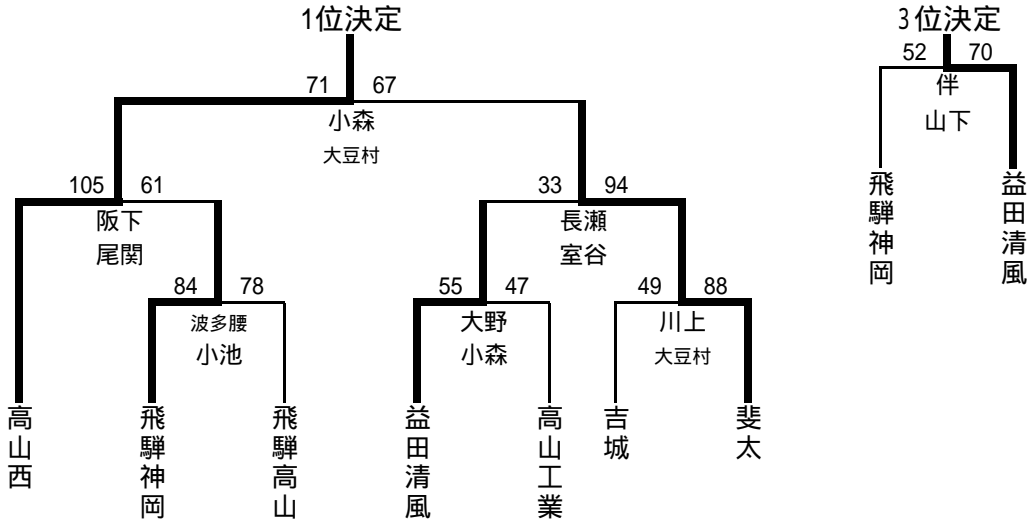 1位決定
3位決定
71 67
小森
大豆村
52 70
伴
山下
105 61
阪下
尾関
33 94
長瀬
室谷
84 78
波多腰
小池
55 47
大野
小森
49 88
川上
大豆村
高山西
飛騨神岡
飛騨高山
益田清風
高山工業
吉城
斐太
飛騨神岡
益田清風